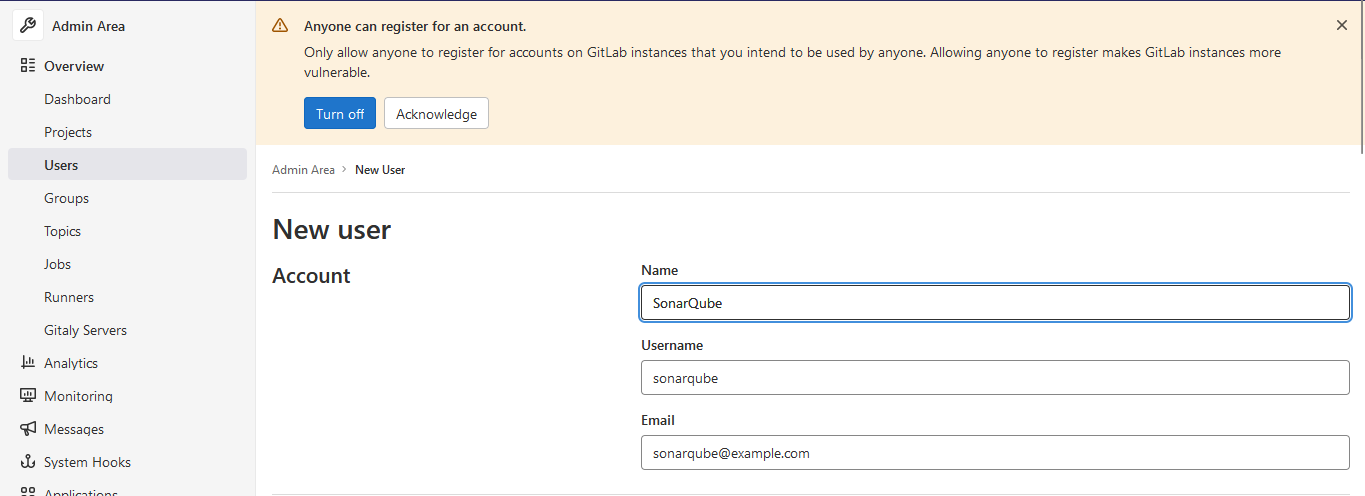 Admin Area
Overview
Dashboard
Projects
Users
Groups
Topics
Jobs
Runners
Gitaly Servers
Analytics
Monitoring
Messages
System Hooks
Applications
Anyone can register for an account.
Only allow anyone to register for accounts on GitLab instances that you intend to be used by anyone. Allowing anyone to register makes GitLab instances more
vulnerable.
Turn off Acknowledge
Admin Area › New User
New user
Account
Name
SonarQube
Username
sonarqube
Email
sonarqube@example.com